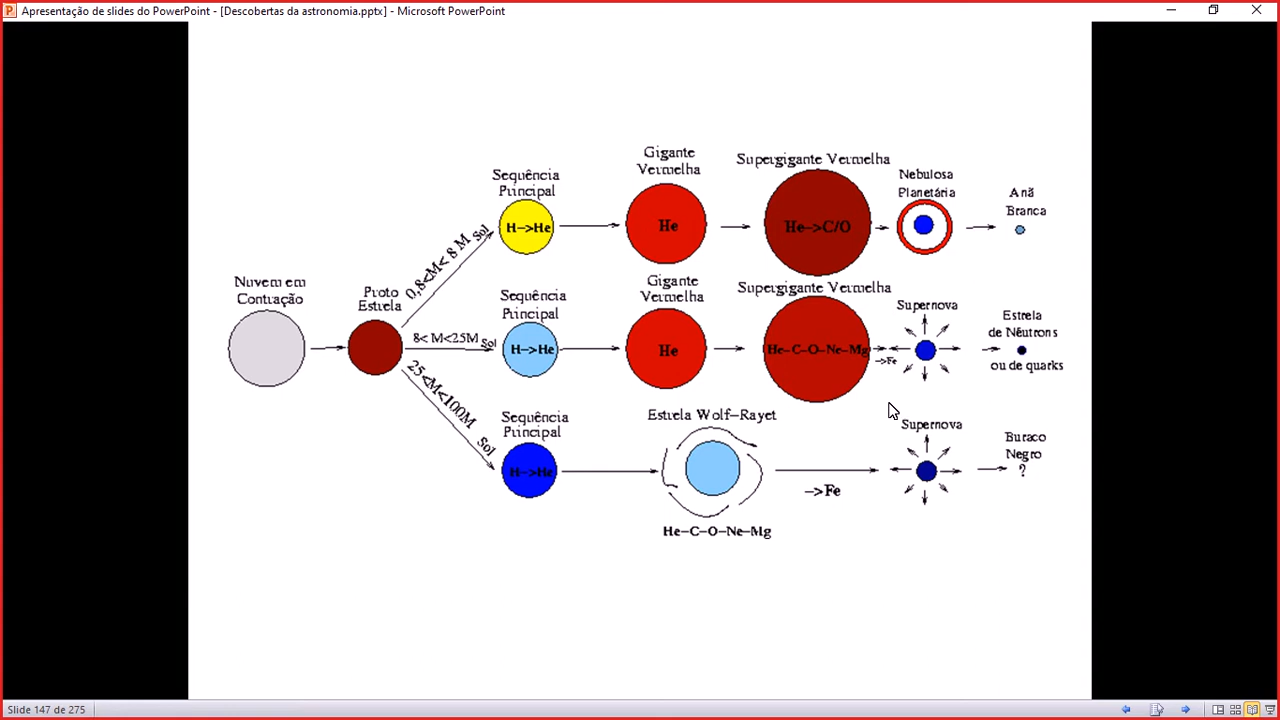 Apresentação de slides do PowerPoint - [Descobertas da astronomia.pptx] - Microsoft PowerPoint
Nuvem em
Contração
Proto
Estrela
0,8<M< 8 M Sol
Sequência
Principal
H->He
Gigante
Vermelha
He
Supergigante Vermelha
He->C/O
Nebulosa
Planetária
Anã
Branca
8< M<25M Sol
Sequência
Principal
H->He
Gigante
Vermelha
He
Supergigante Vermelha
He-C-O-Ne-Mg
->Fe
Supernova
Estrela
de Nêutrons
ou de quarks
25<M<100M Sol
Sequência
Principal
H->He
Estrela Wolf-Rayet
He-C-O-Ne-Mg
->Fe
Supernova
Buraco
Negro
?
Slide 147 de 275